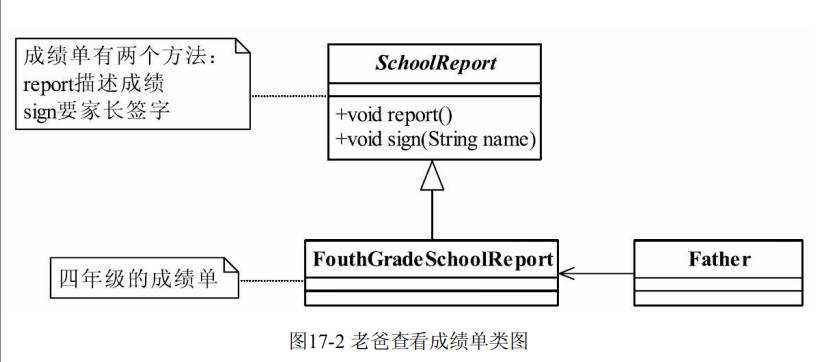 成绩单有两个方法：
report描述成绩
sign要家长签字
SchoolReport
+void report()
+void sign(String name)
四年级的成绩单
FouthGradeSchoolReport
Father
图17-2 老爸查看成绩单类图